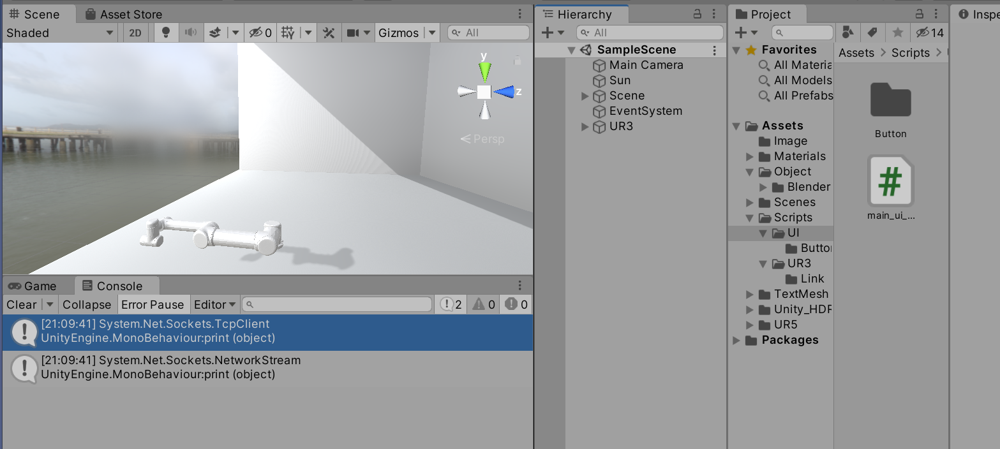 Scene
Asset Store
Shaded
2D
0
Gizmos
All
y
z
Persp
Game
Console
Clear
Collapse
Error Pause
Editor
2
0
0
[21:09:41] System.Net.Sockets.TcpClient
UnityEngine.MonoBehaviour:print (object)
[21:09:41] System.Net.Sockets.NetworkStream
UnityEngine.MonoBehaviour:print (object)
Hierarchy
All
SampleScene
Main Camera
Sun
Scene
EventSystem
UR3
Project
14
Favorites
All Materia
All Models
All Prefabs
Assets
Image
Materials
Object
Blender
Scenes
Scripts
UI
Butto
UR3
Link
TextMesh
Unity_HDR
UR5
Packages
Assets > Scripts >
Button
main_ui_...
Inspe